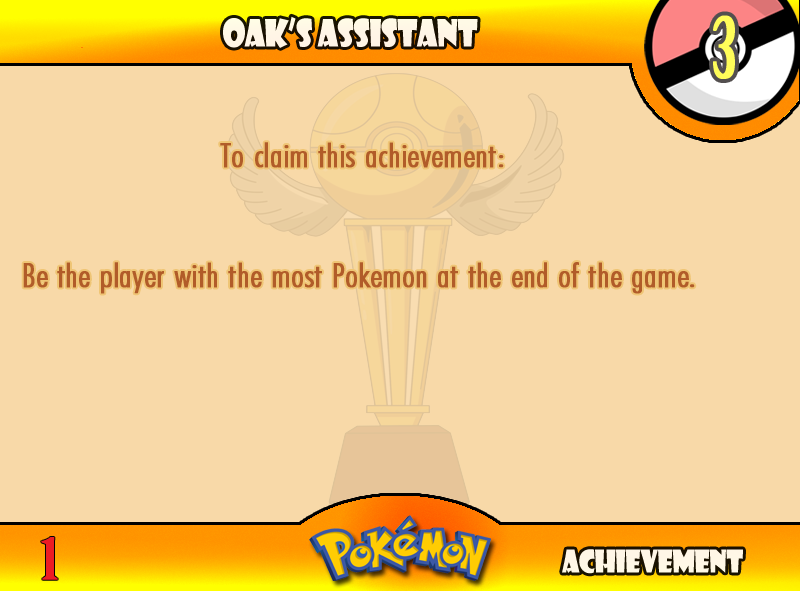 OAK'S ASSISTANT
3
To claim this achievement:
Be the player with the most Pokemon at the end of the game.
1
POKéMON
ACHIEVEMENT